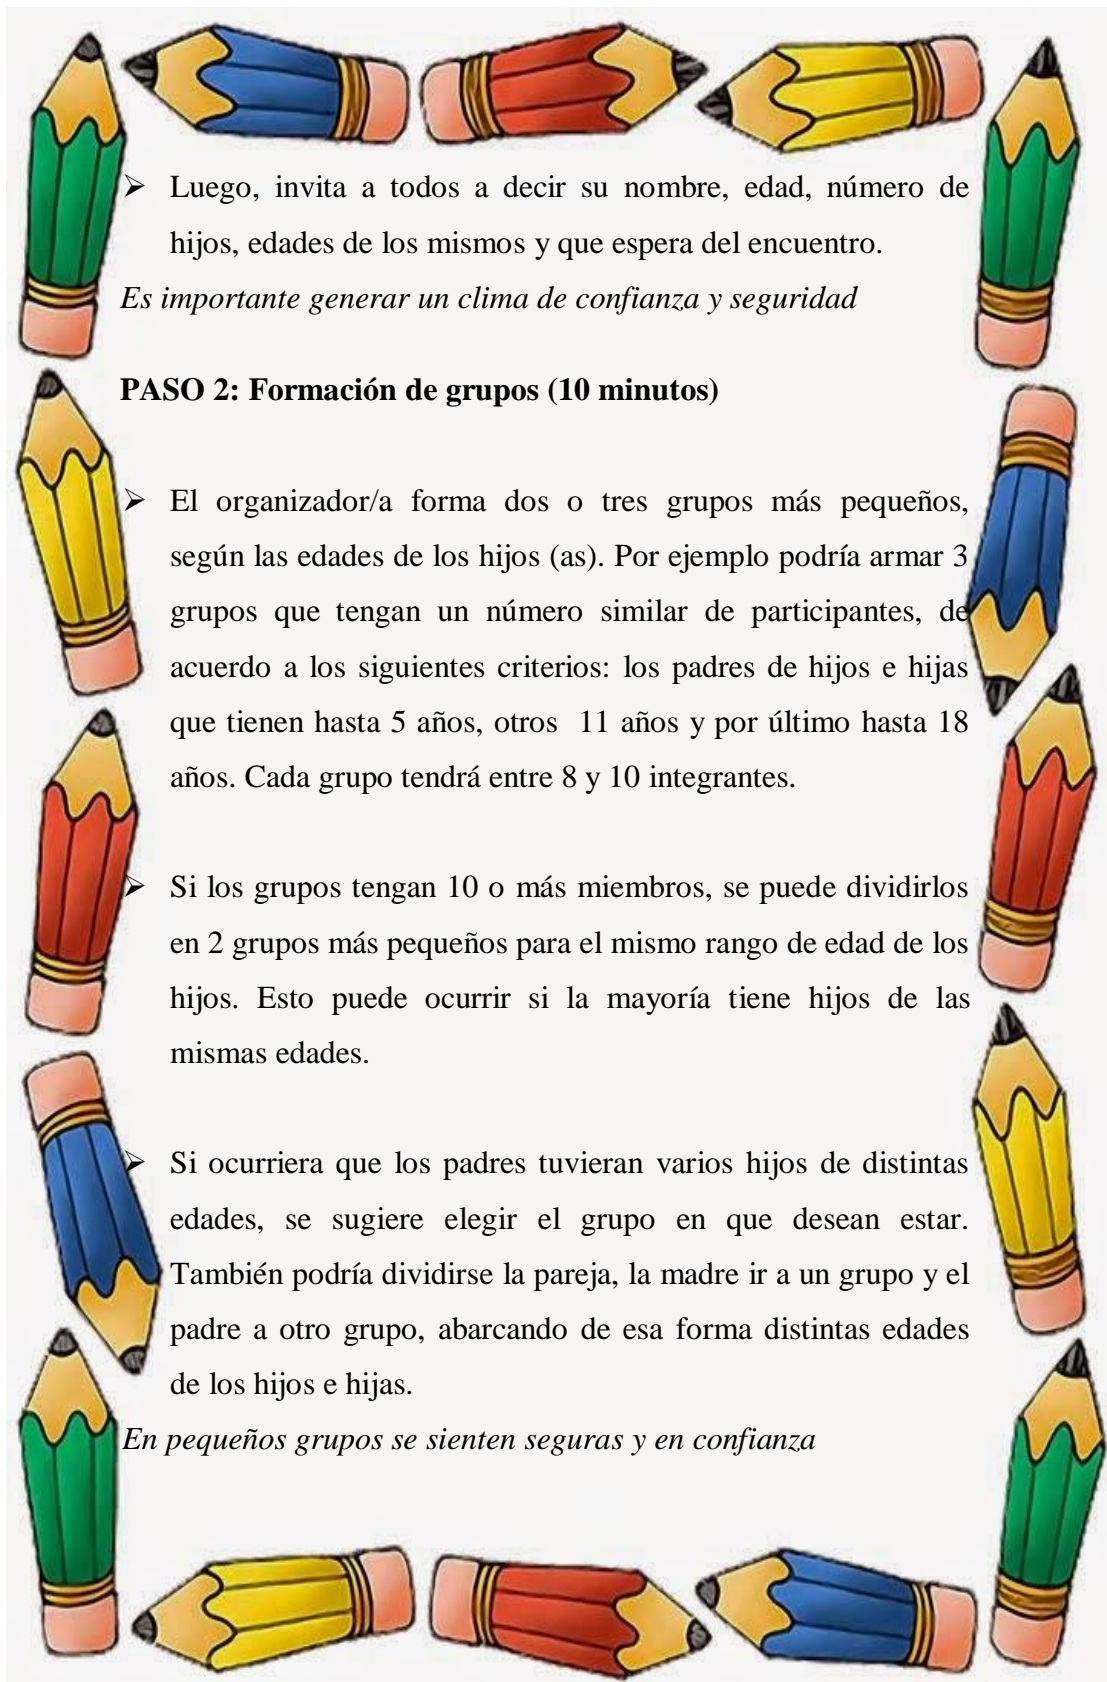 ➢ Luego, invita a todos a decir su nombre, edad, número de
hijos, edades de los mismos y que espera del encuentro.
Es importante generar un clima de confianza y seguridad
PASO 2: Formación de grupos (10 minutos)
➢ El organizador/a forma dos o tres grupos más pequeños,
según las edades de los hijos (as). Por ejemplo podría armar 3
grupos que tengan un número similar de participantes, de
acuerdo a los siguientes criterios: los padres de hijos e hijas
que tienen hasta 5 años, otros  11 años y por último hasta 18
años. Cada grupo tendrá entre 8 y 10 integrantes.
➢ Si los grupos tengan 10 o más miembros, se puede dividirlos
en 2 grupos más pequeños para el mismo rango de edad de los
hijos. Esto puede ocurrir si la mayoría tiene hijos de las
mismas edades.
➢ Si ocurriera que los padres tuvieran varios hijos de distintas
edades, se sugiere elegir el grupo en que desean estar.
También podría dividirse la pareja, la madre ir a un grupo y el
padre a otro grupo, abarcando de esa forma distintas edades
de los hijos e hijas.
En pequeños grupos se sienten seguras y en confianza